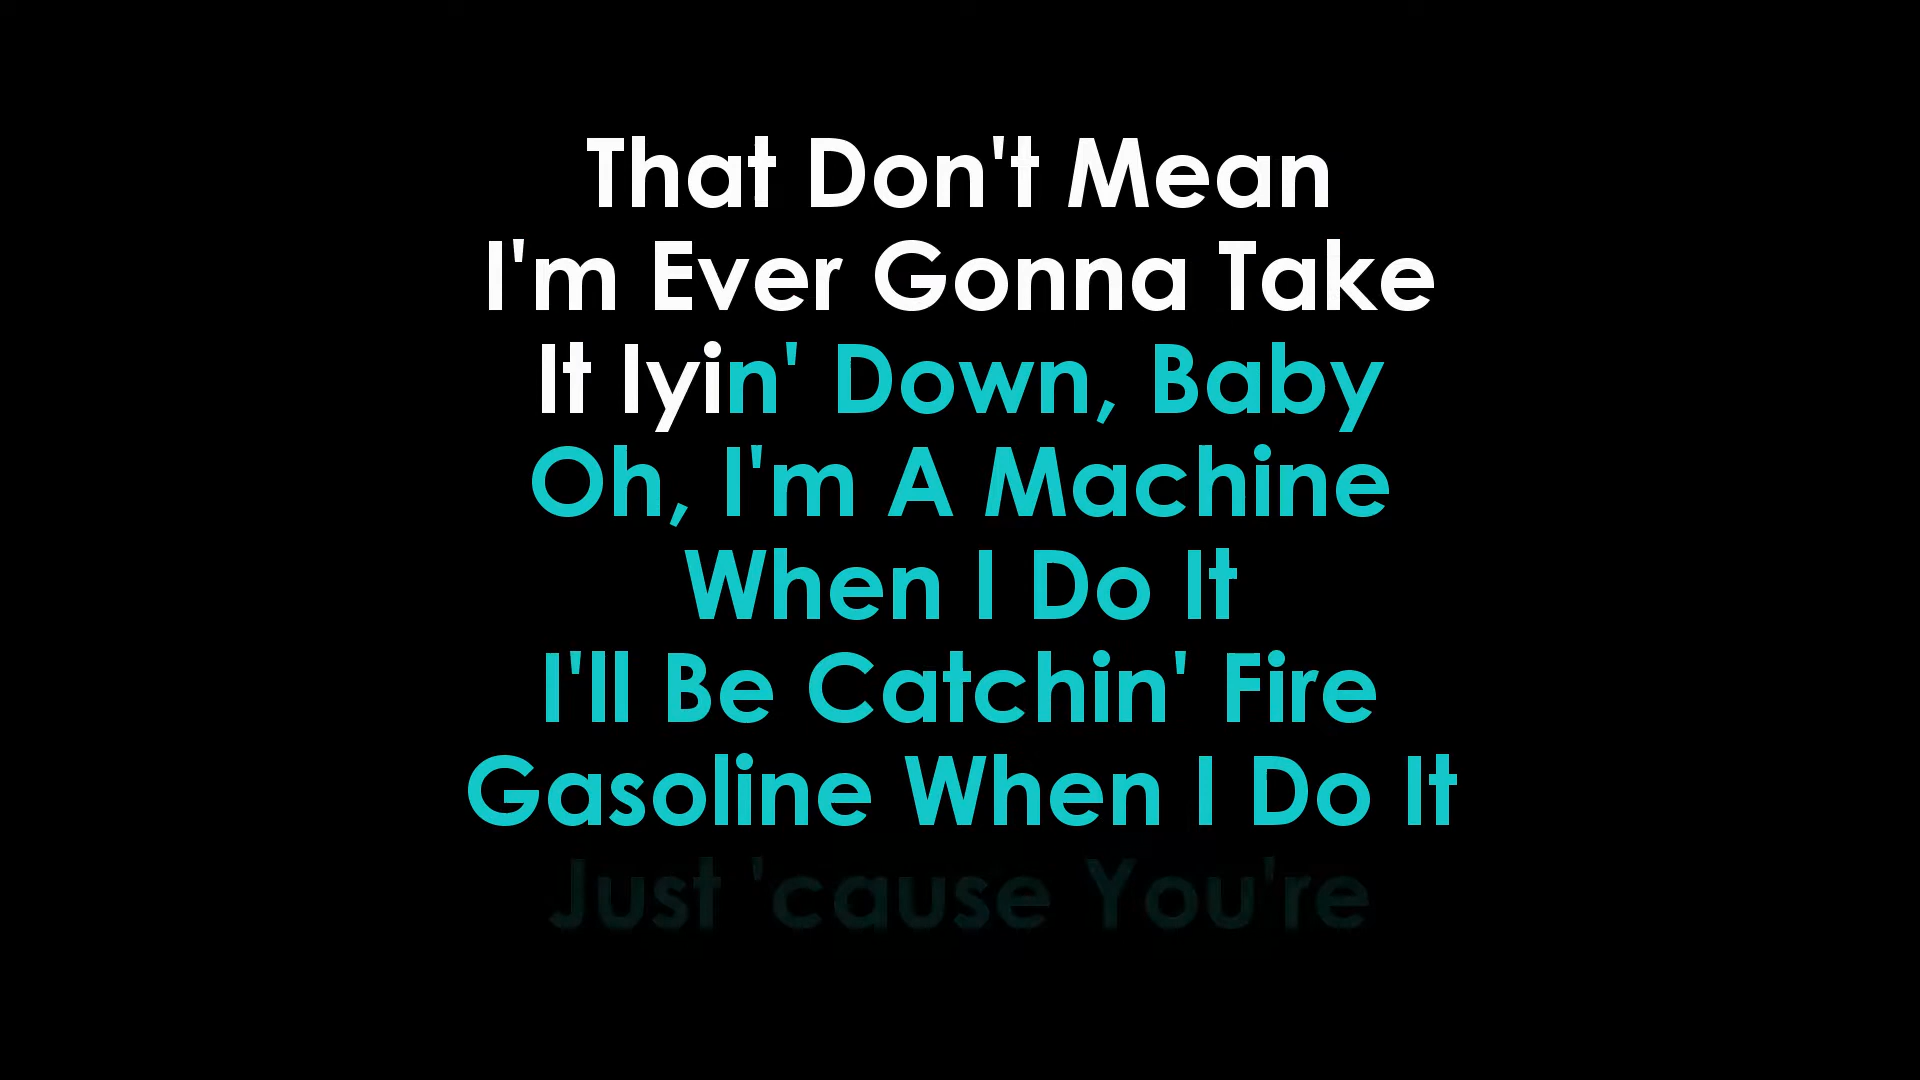 That Don't Mean
I'm Ever Gonna Take
It lyin' Down, Baby
Oh, I'm A Machine
When I Do It
I'll Be Catchin' Fire
Gasoline When I Do It
Just 'cause You're